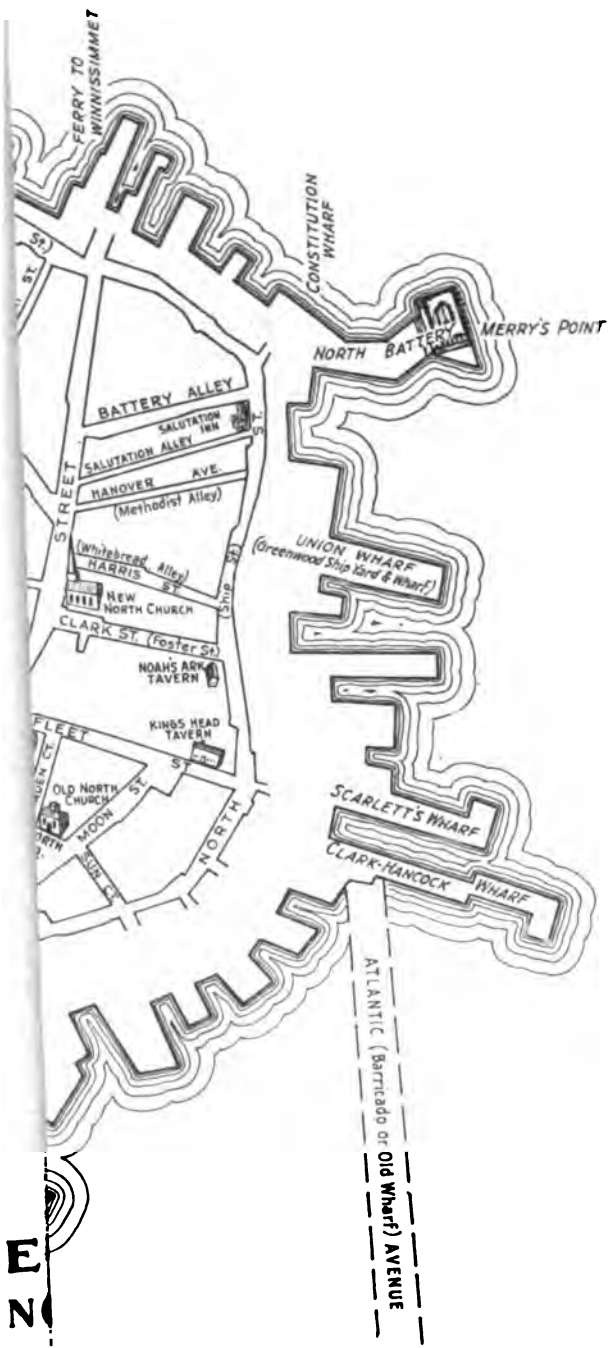 FERRY TO
WINNISSIMMET
CONSTITUTION
WHARF
MERRY'S POINT
NORTH BATTERY
St.)
ST.
BATTERY ALLEY
SALUTATION
INN
ST.
SALUTATION ALLEY
HANOVER AVE.
(Methodist Alley)
STREET
UNION WHARF
(Greenwood Ship Yard & Wharf)
(Whitebread Alley)
HARRIS ST.
(Ship St)
NEW
NORTH CHURCH
CLARK ST. (Foster St.)
NOAH'S ARK
TAVERN
KINGS HEAD
TAVERN
FLEET ST.
OLD NORTH
CHURCH
MOON ST.
NORTH
SUN CT.
SCARLETT'S WHARF
CLARK-HANCOCK WHARF
ATLANTIC (Barricado or Old Wharf) AVENUE
E
N